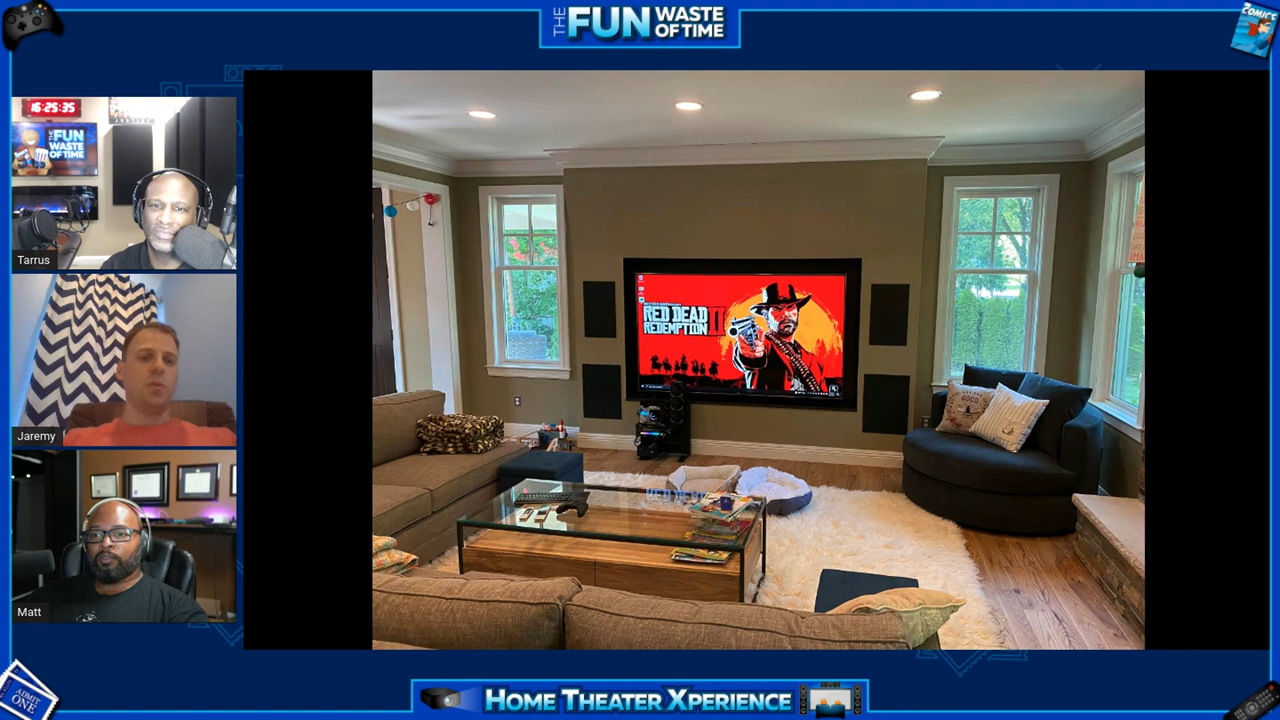 THE FUN WASTE OF TIME
COMICS
16:25:35
THE FUN WASTE OF TIME
Tarrus
Jaremy
Matt
RED DEAD
REDEMPTION II
GOOD
ADMIT
ONE
HOME THEATER XPERIENCE